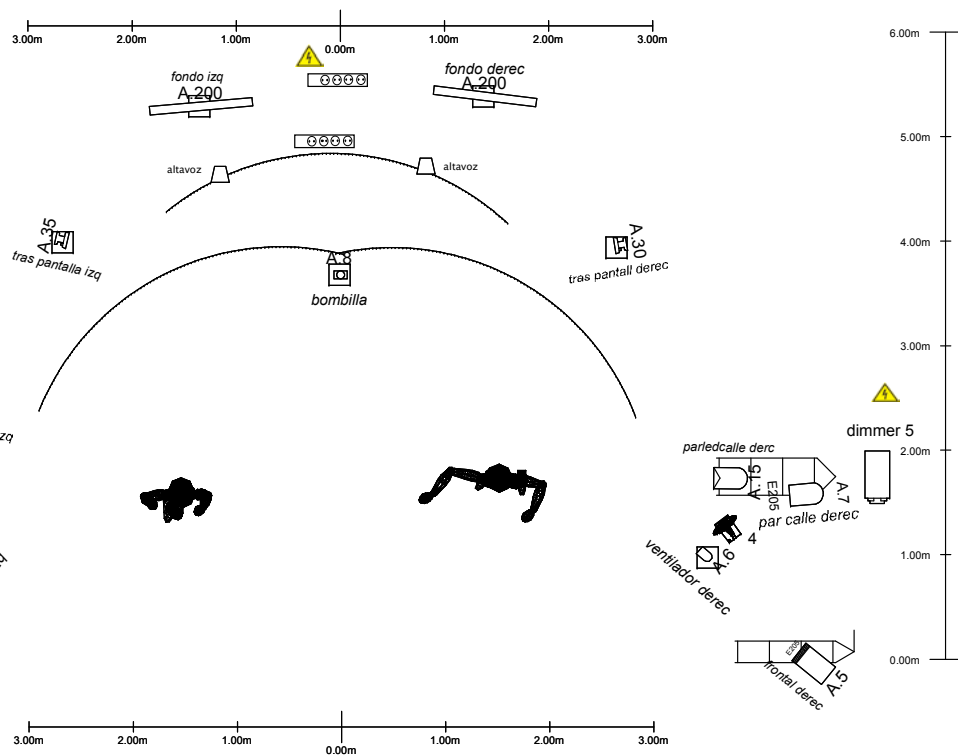 3.00m 2.00m 1.00m 0.00m 1.00m 2.00m 3.00m
6.00m
fondo izq
A.200
fondo derec
A.200
5.00m
altavoz
altavoz
A.35
tras pantalla izq
A.30
tras pantall derec
4.00m
A.8
bombilla
3.00m
dimmer 5
zq
parledcalle derc
2.00m
A.15
E205
A.7
par calle derec
4
A.6
ventilador derec
1.00m
E205
A.5
frontal derec
0.00m
3.00m 2.00m 1.00m 0.00m 1.00m 2.00m 3.00m